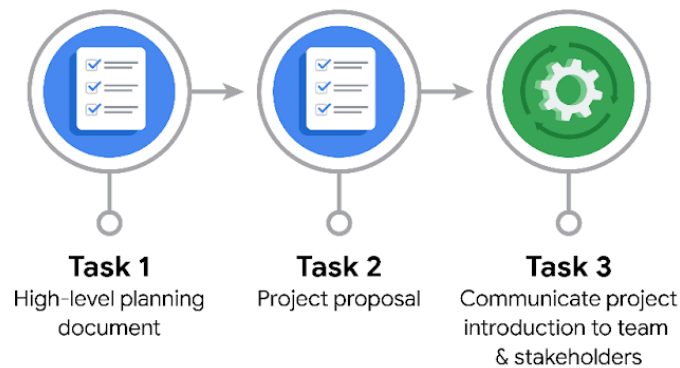 Task 1
High-level planning
document
Task 2
Project proposal
Task 3
Communicate project
introduction to team
& stakeholders